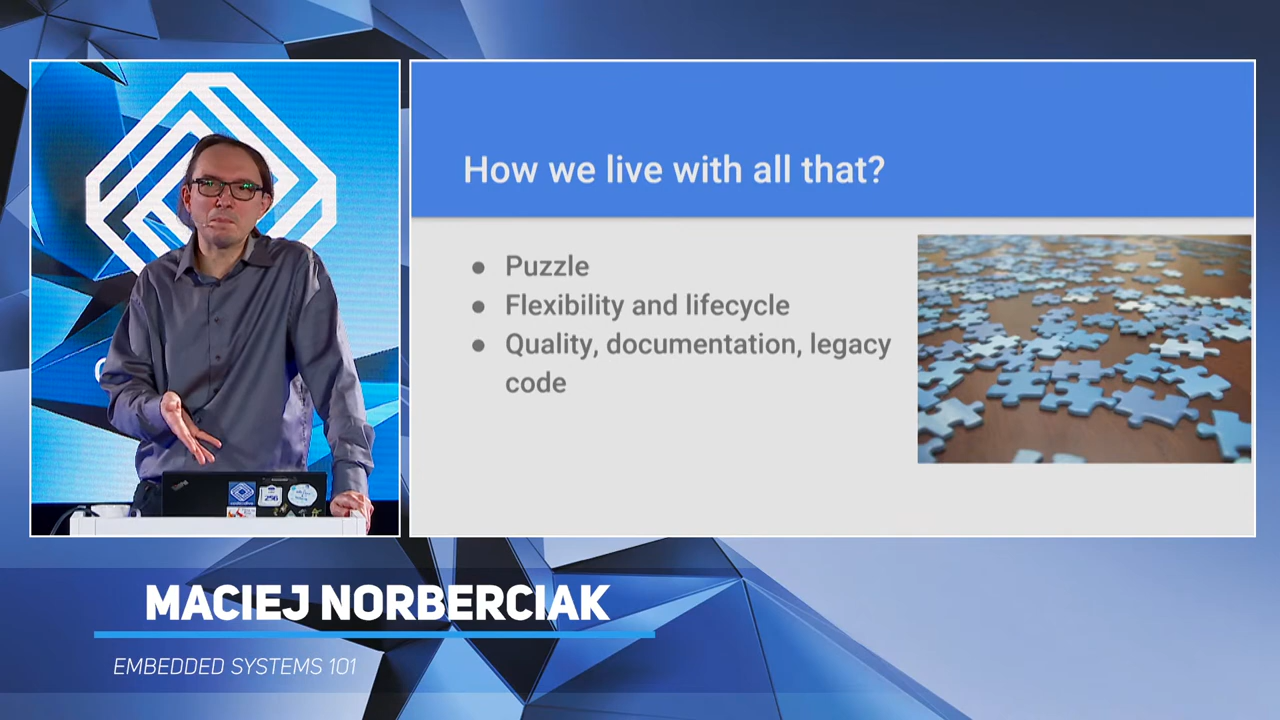 How we live with all that?
● Puzzle
● Flexibility and lifecycle
● Quality, documentation, legacy
code
MACIEJ NORBERCIAK
EMBEDDED SYSTEMS 101